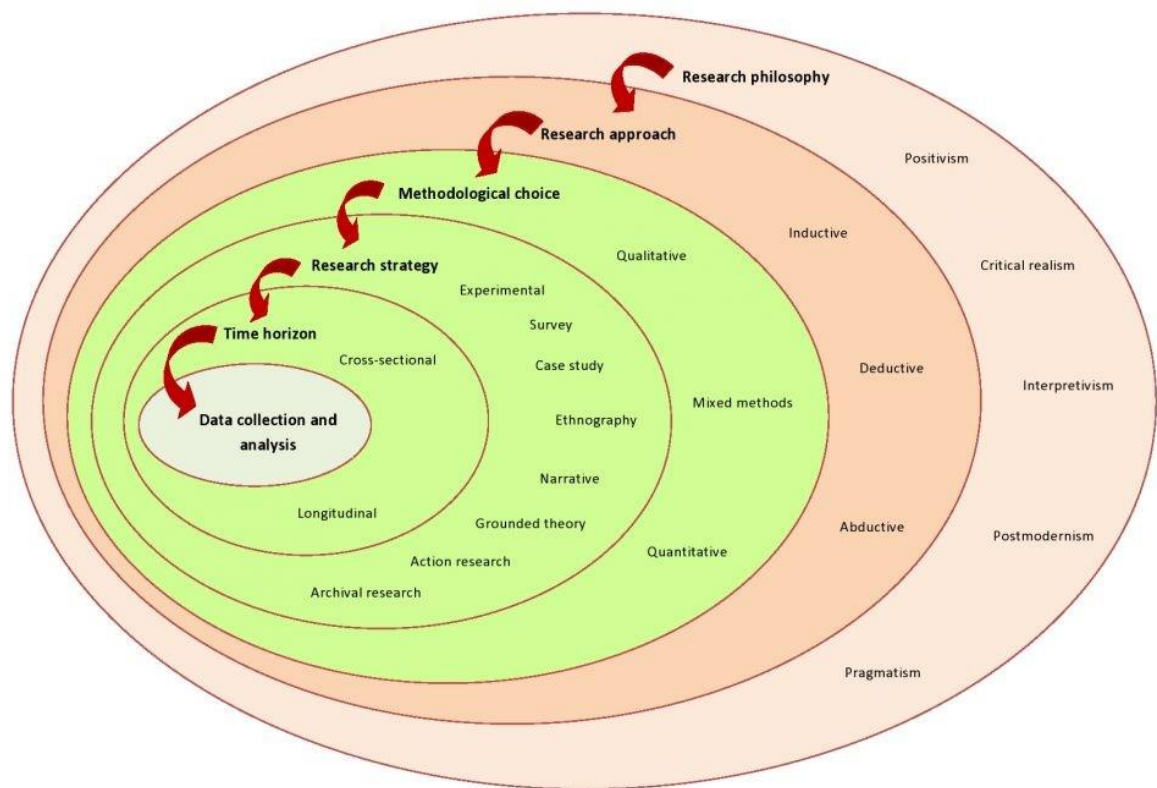 Research philosophy
Research approach
Positivism
Methodological choice
Inductive
Qualitative
Research strategy
Critical realism
Experimental
Survey
Time horizon
Cross-sectional
Case study
Deductive
Interpretivism
Mixed methods
Data collection and
analysis
Ethnography
Narrative
Longitudinal
Grounded theory
Abductive
Postmodernism
Quantitative
Action research
Archival research
Pragmatism